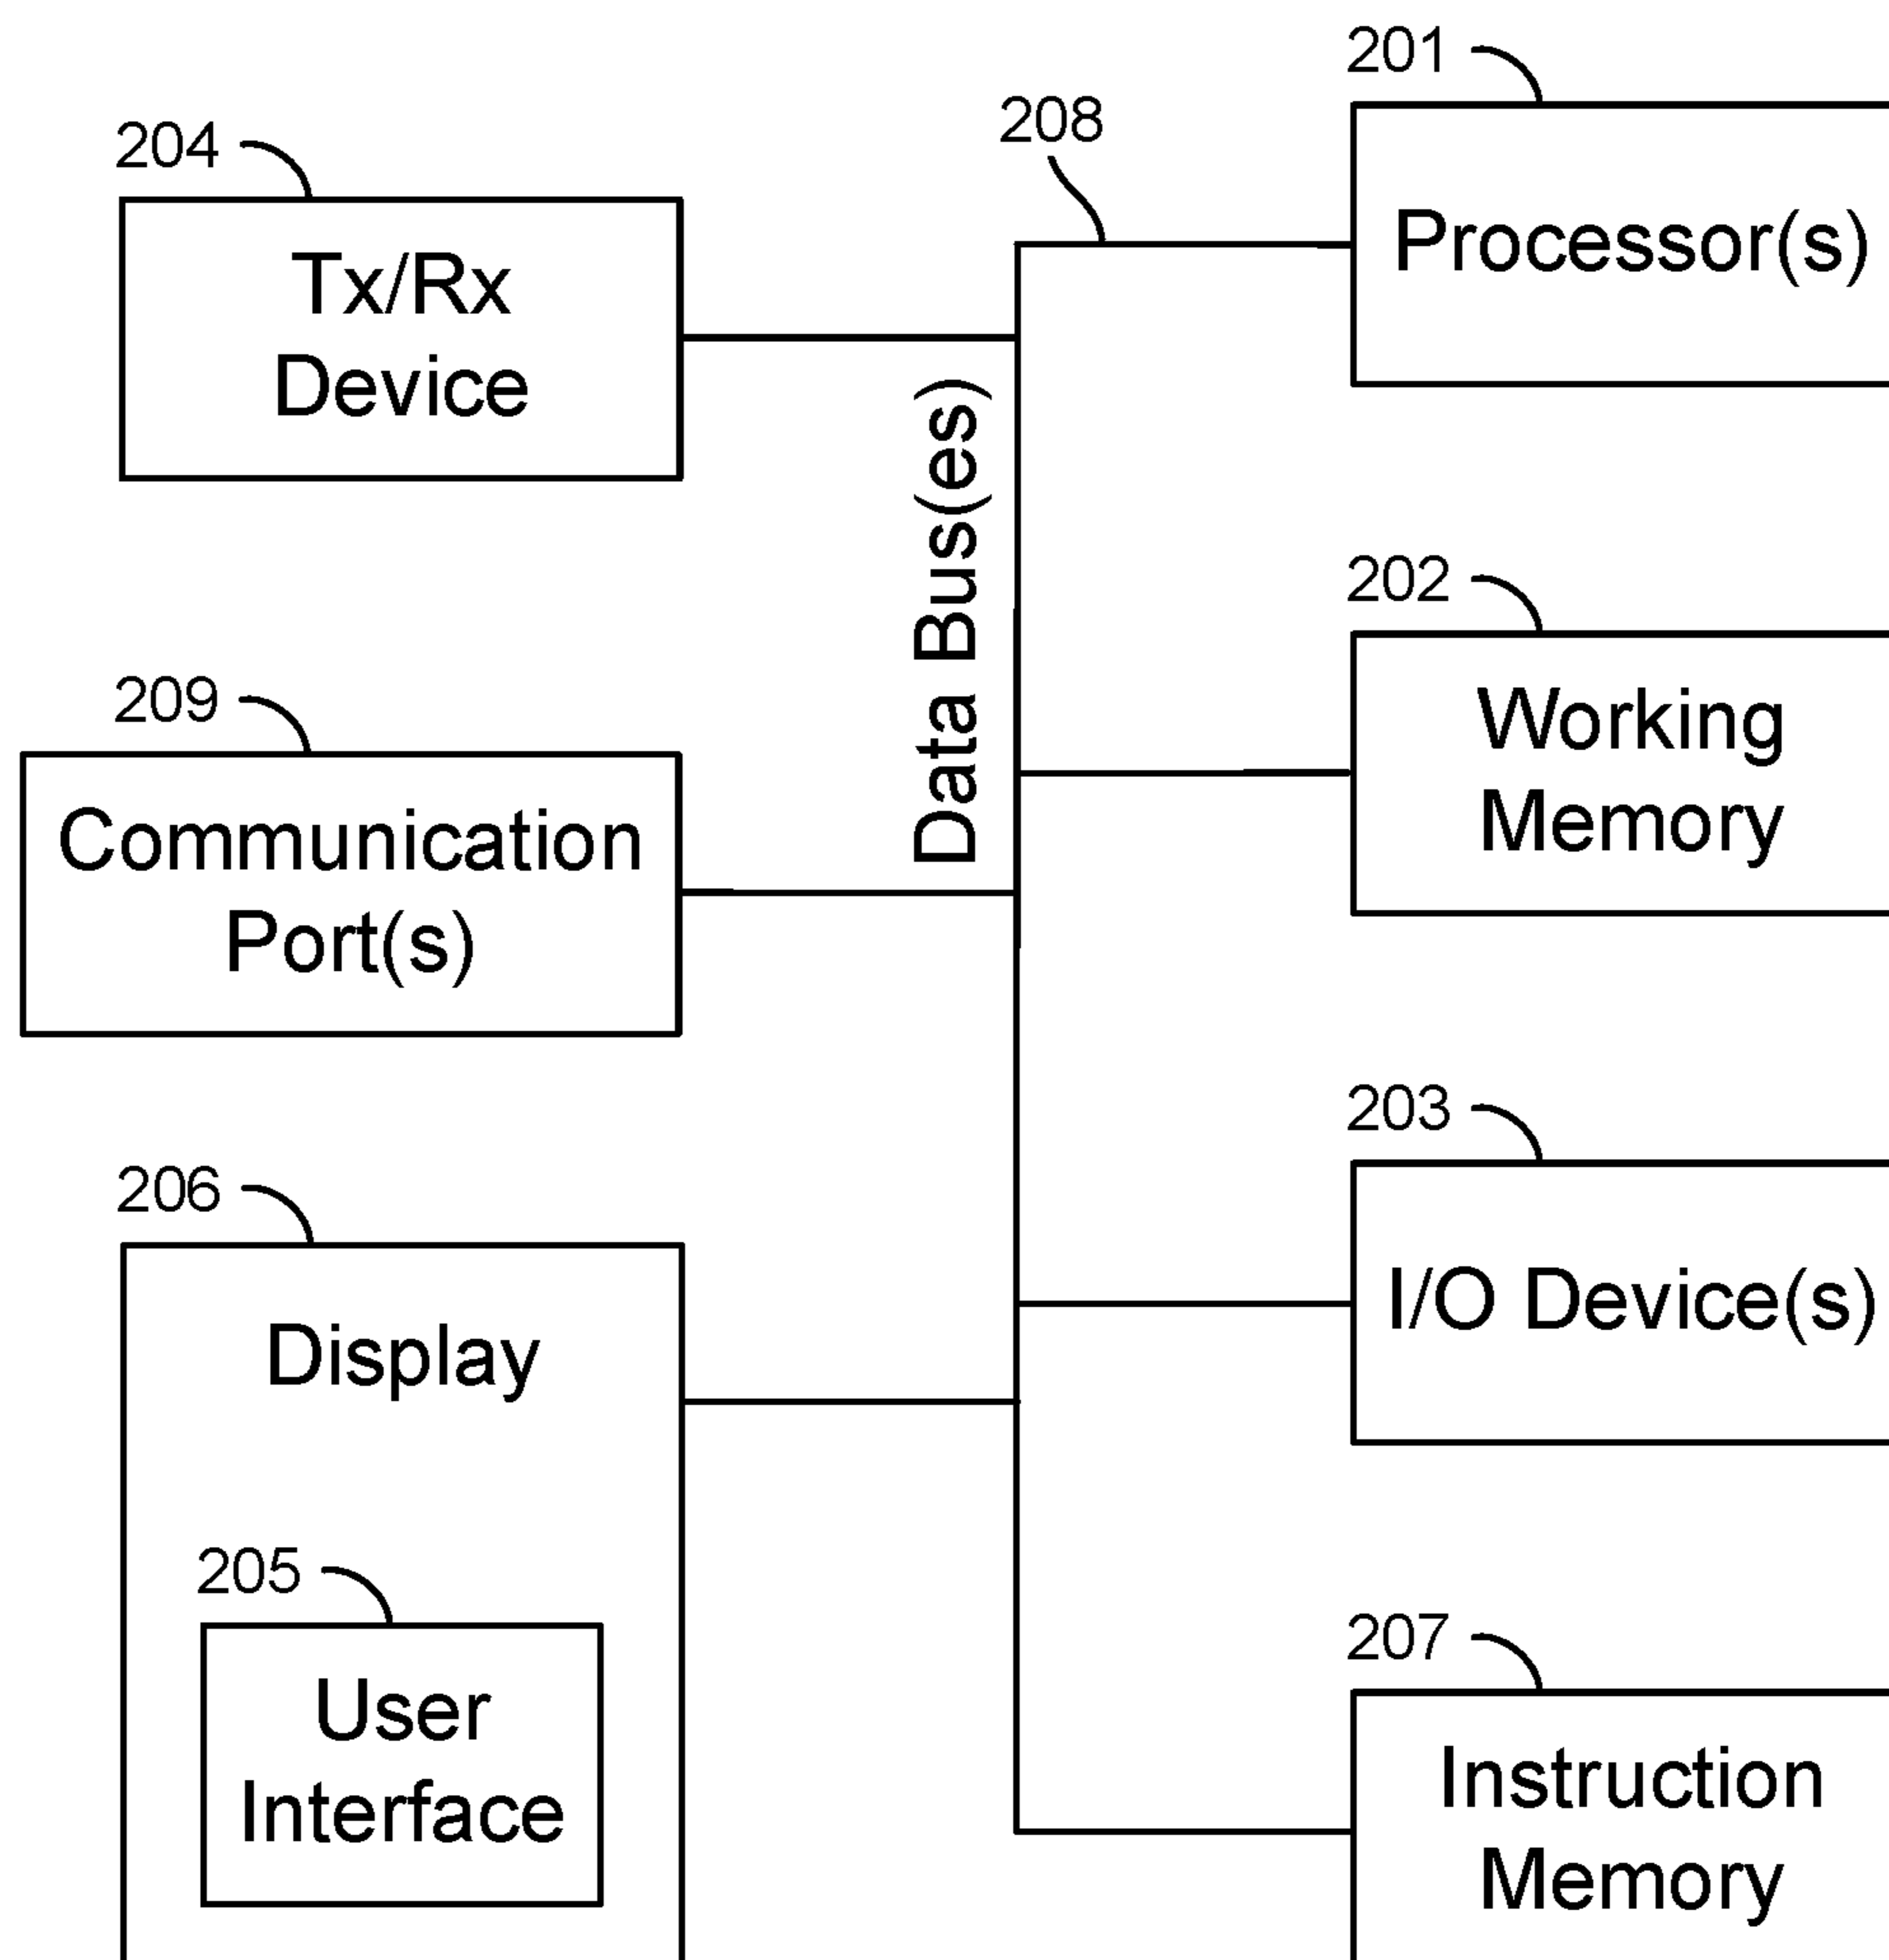 201
208
204
Processor(s)
Tx/Rx
Device
Data Bus(es)
202
209
Working
Memory
Communication
Port(s)
203
206
I/O Device(s)
Display
205
207
User
Interface
Instruction
Memory